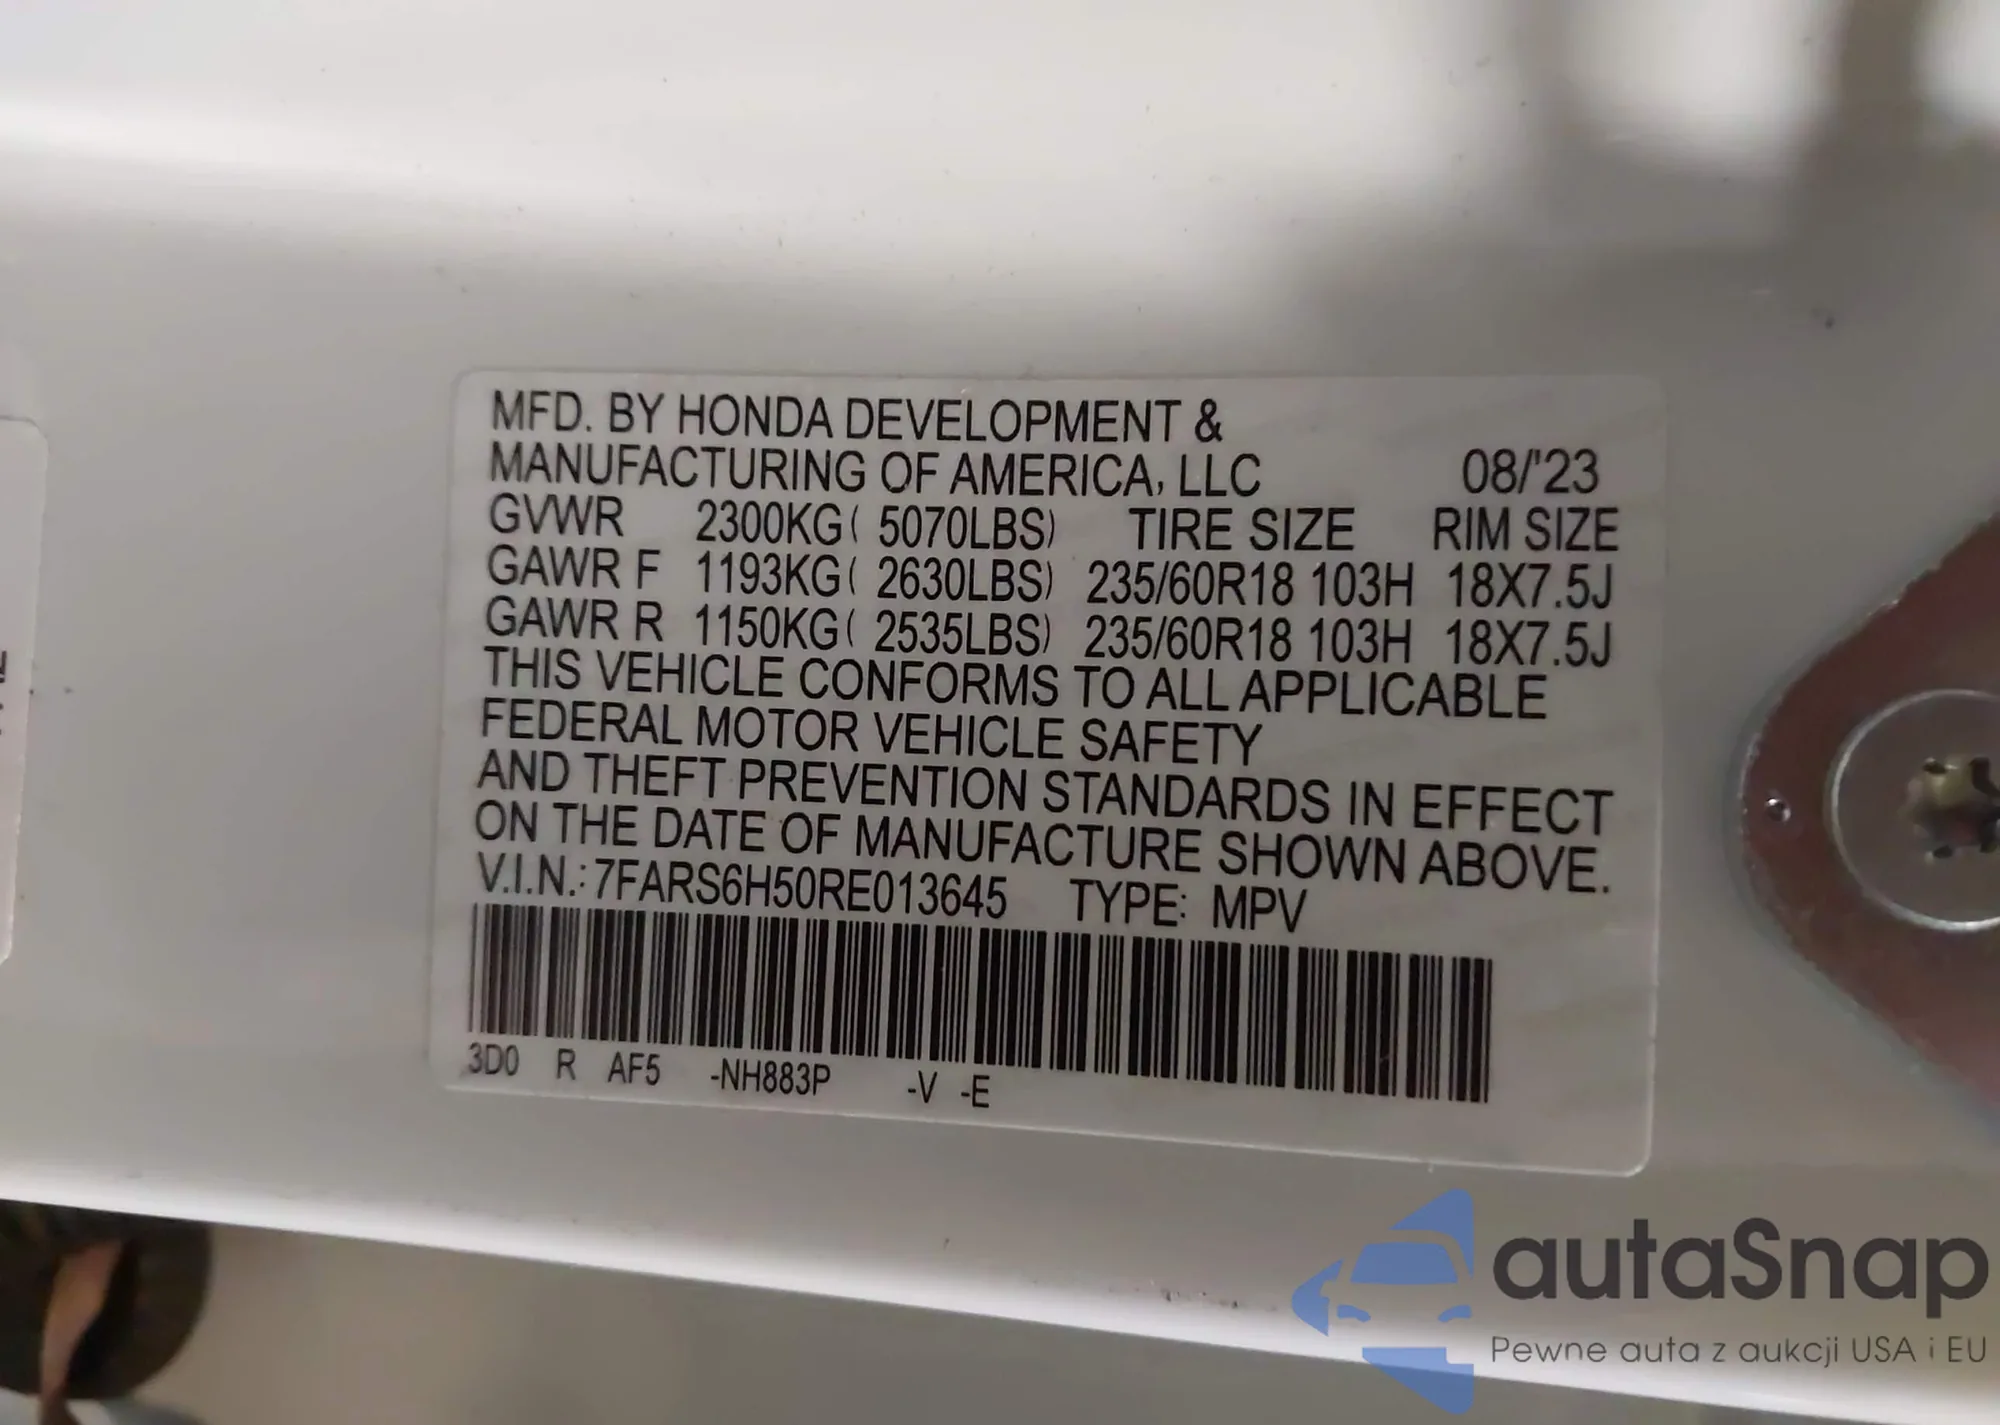 MFD. BY HONDA DEVELOPMENT &
MANUFACTURING OF AMERICA, LLC 08/'23
GVWR 2300KG( 5070LBS) TIRE SIZE RIM SIZE
GAWR F 1193KG( 2630LBS) 235/60R18 103H 18X7.5J
GAWR R 1150KG( 2535LBS) 235/60R18 103H 18X7.5J
THIS VEHICLE CONFORMS TO ALL APPLICABLE
FEDERAL MOTOR VEHICLE SAFETY
AND THEFT PREVENTION STANDARDS IN EFFECT
ON THE DATE OF MANUFACTURE SHOWN ABOVE.
V.I.N.: 7FARS6H50RE013645 TYPE: MPV
3D0 R AF5 -NH883P -V -E
autaSnap
Pewne auta z aukcji USA i EU